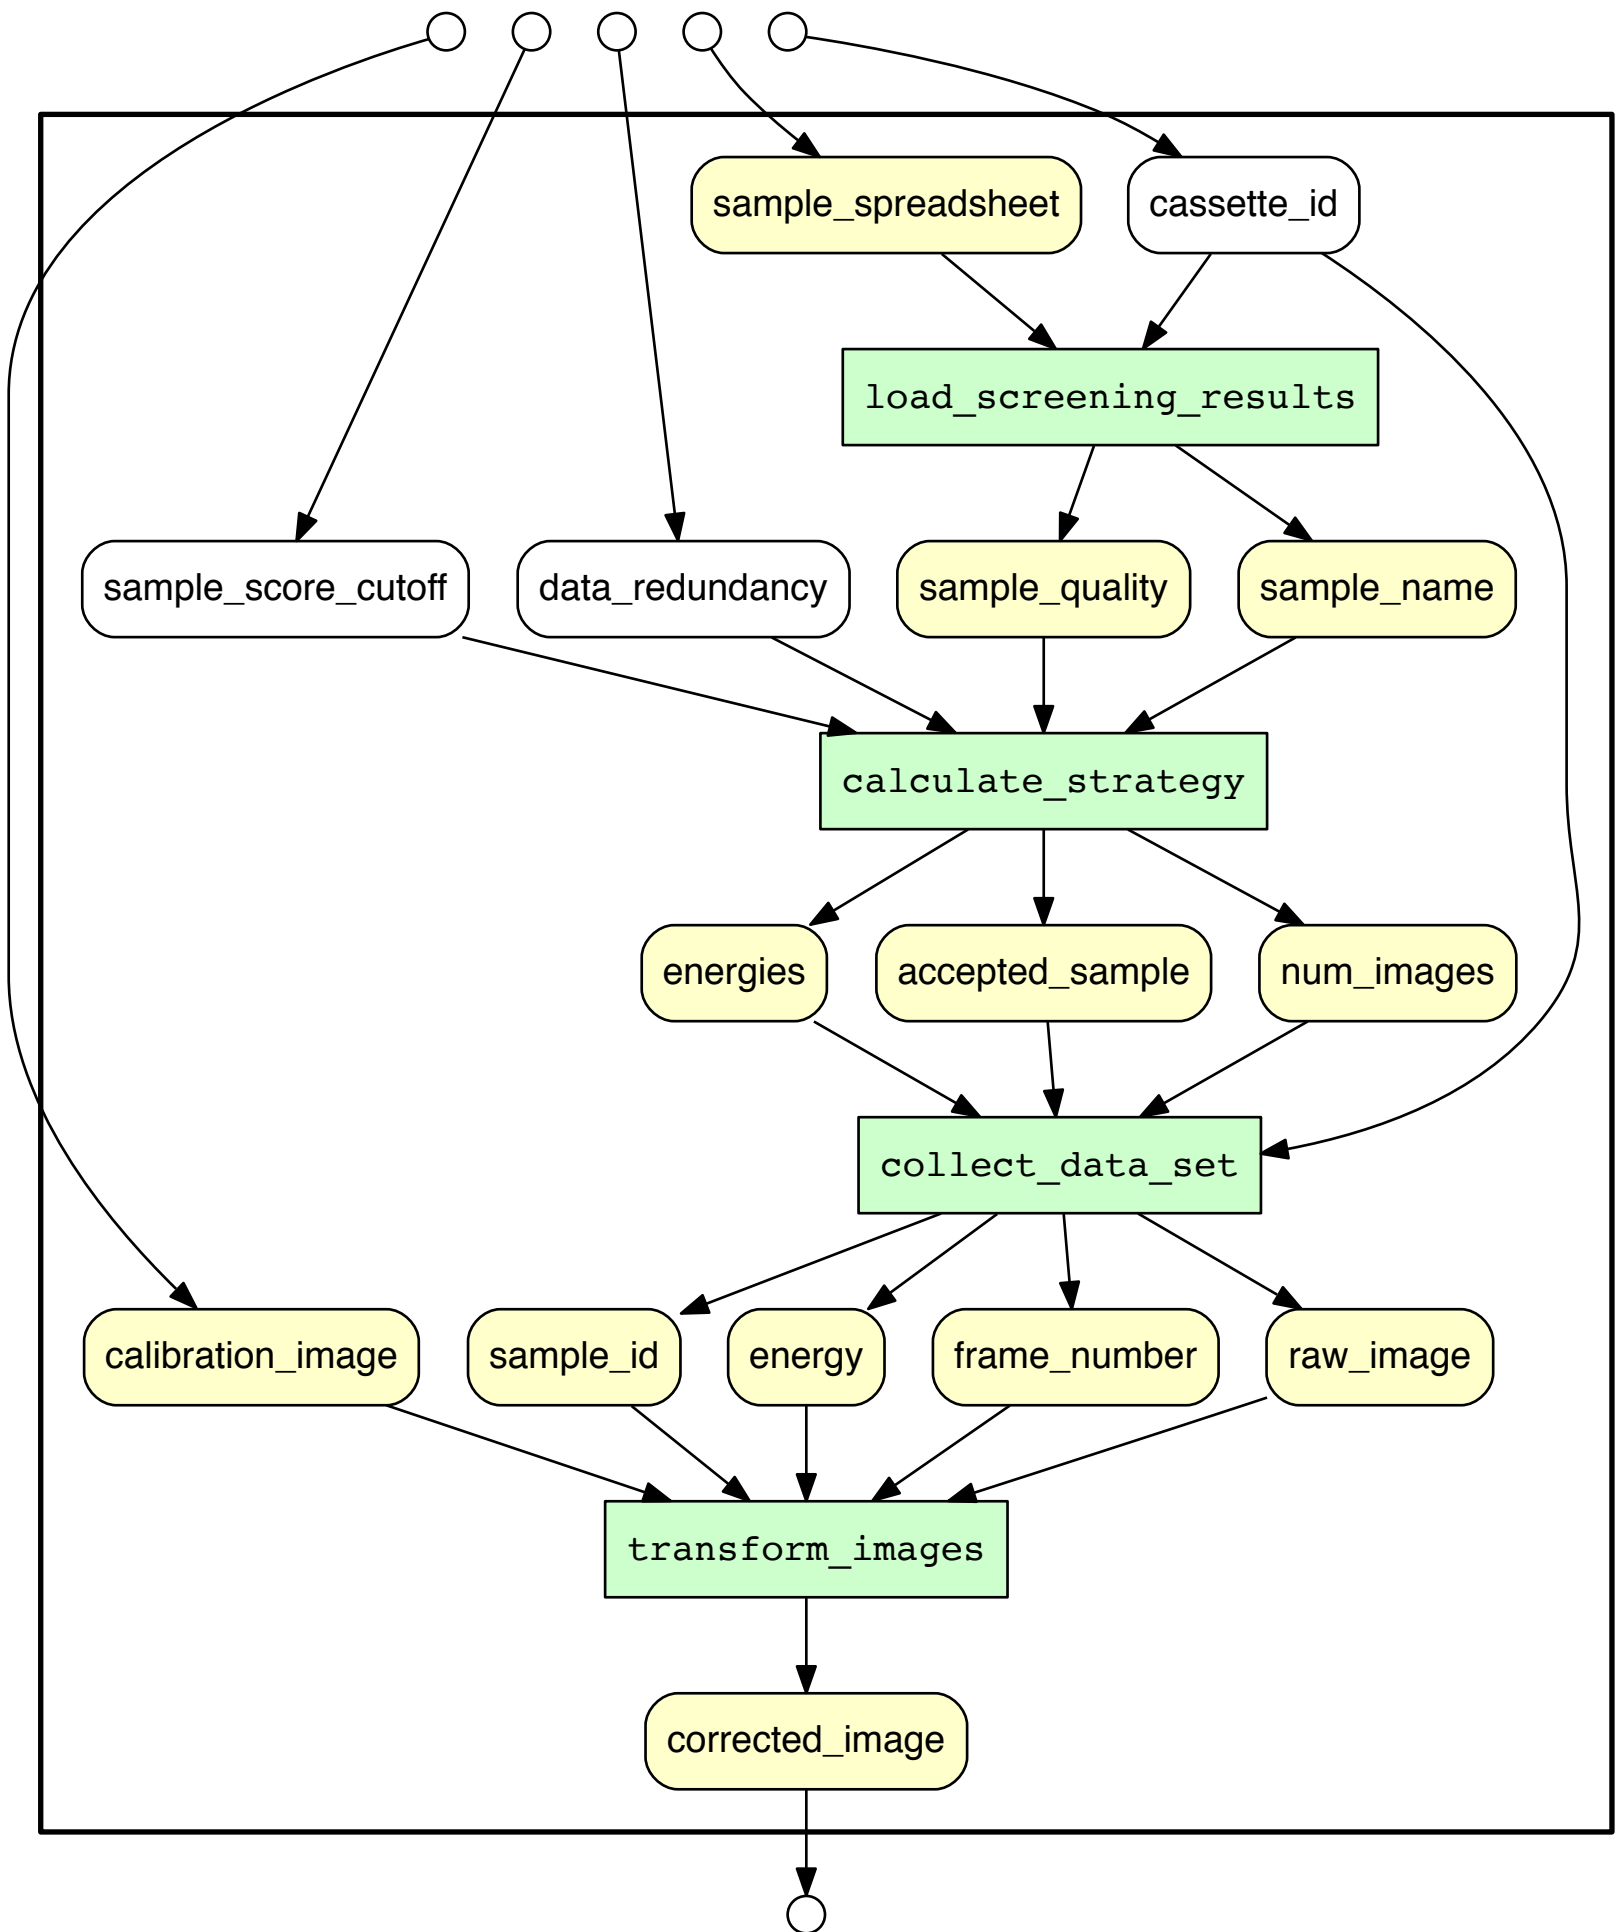 sample_spreadsheet
cassette_id
load_screening_results
sample_score_cutoff
data_redundancy
sample_quality
sample_name
calculate_strategy
energies
accepted_sample
num_images
collect_data_set
calibration_image
sample_id
energy
frame_number
raw_image
transform_images
corrected_image